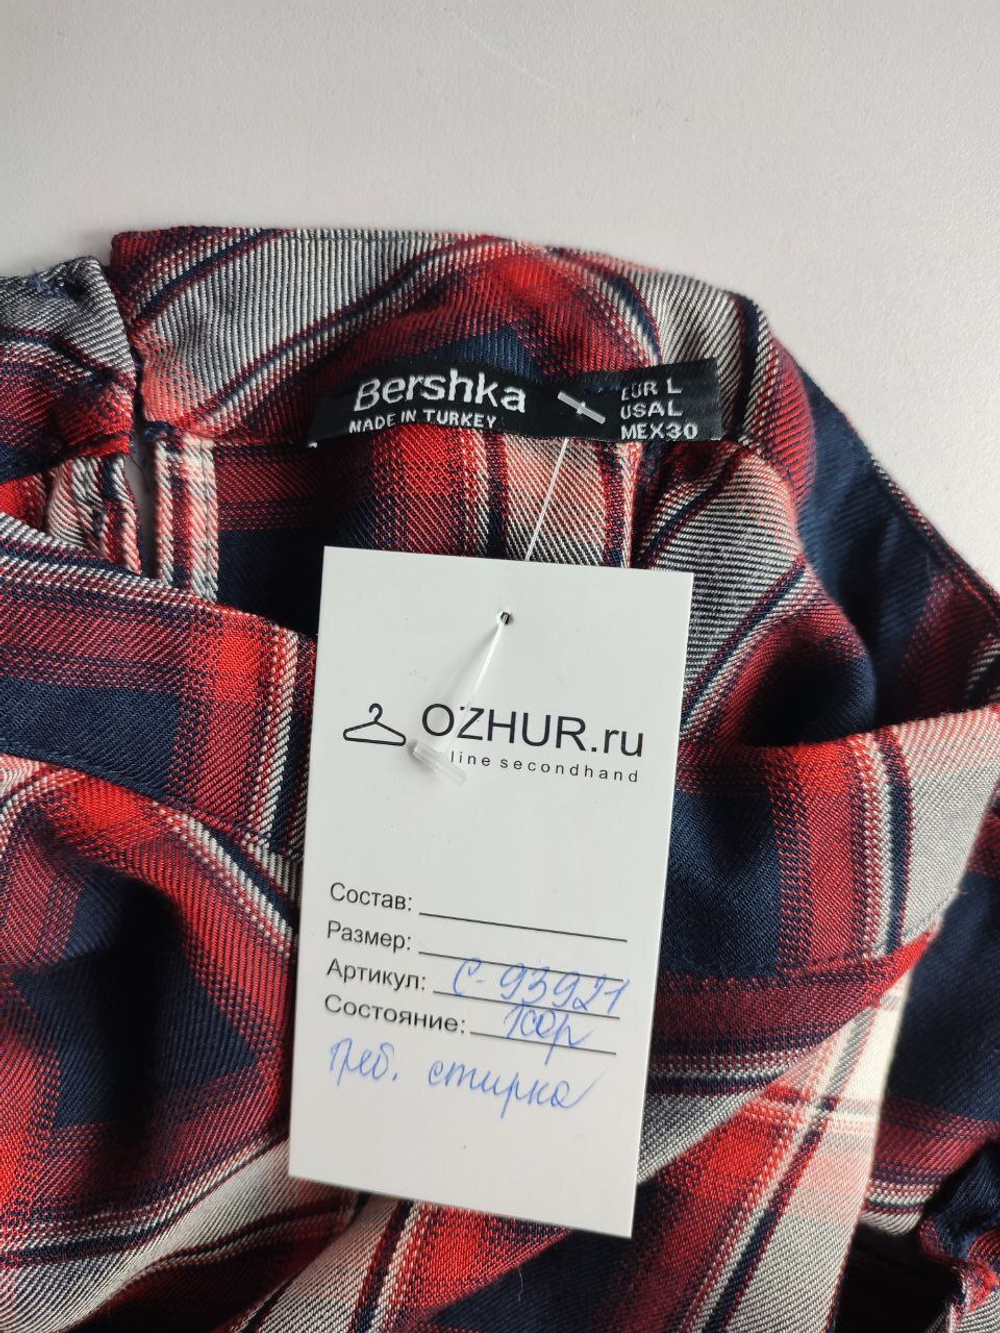 Bershka
MADE IN TURKEY
EUR L
USA L
MEX 30
OZHUR.ru
line secondhand
Состав:
Размер:
Артикул: С-93921
Состояние:
треб. стирка